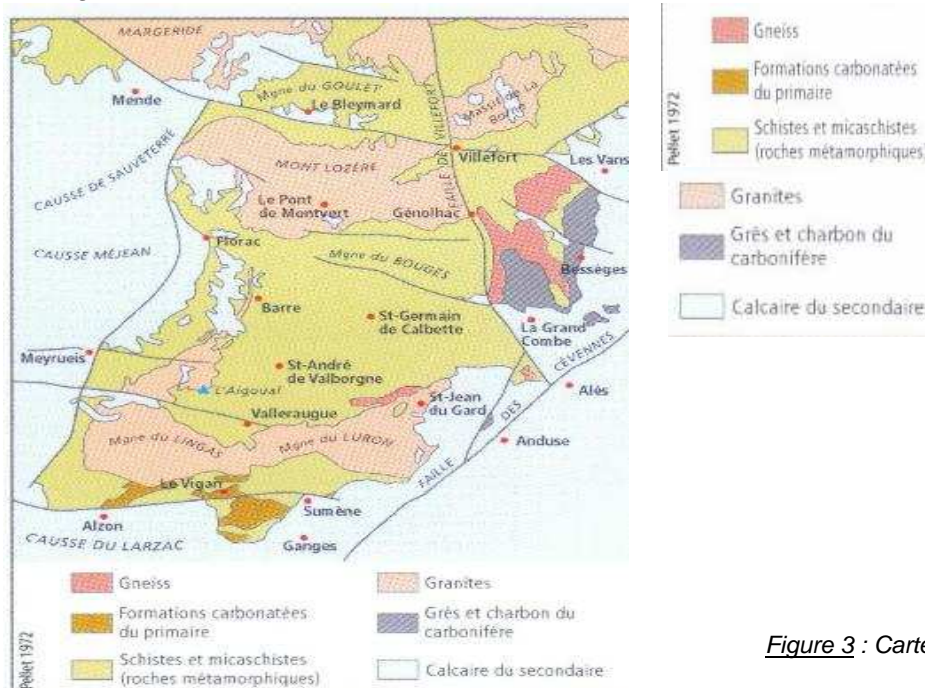 MARGERIDE
Mgne du GOULET
Mende
Le Bleymard
Massif de La
Borne
CAUSSE DE SAUVETERRE
FAILLE DE VILLEFORT
Villefort
Les Vans
MONT LOZÈRE
Le Pont
de Montvert
Génolhac
Florac
CAUSSE MÉJEAN
Mgne du BOUGÈS
Bessèges
Barre
St-Germain
de Calbette
La Grand
Combe
Meyrueis
St-André
de Valborgne
L'Aigoual
St-Jean
du Gard
Alès
Valleraugue
FAILLE DES CÉVENNES
Mgne du LINGAS
Mgne du LURON
Anduse
Le Vigan
Sumène
Alzon
CAUSSE DU LARZAC
Ganges
Gneiss
Formations carbonatées
du primaire
Schistes et micaschistes
(roches métamorphiques)
Granites
Grès et charbon du
carbonifère
Calcaire du secondaire
Pellet 1972
Gneiss
Formations carbonatées
du primaire
Schistes et micaschistes
(roches métamorphiques)
Pellet 1972
Granites
Grès et charbon du
carbonifère
Calcaire du secondaire
Figure 3 : Carte